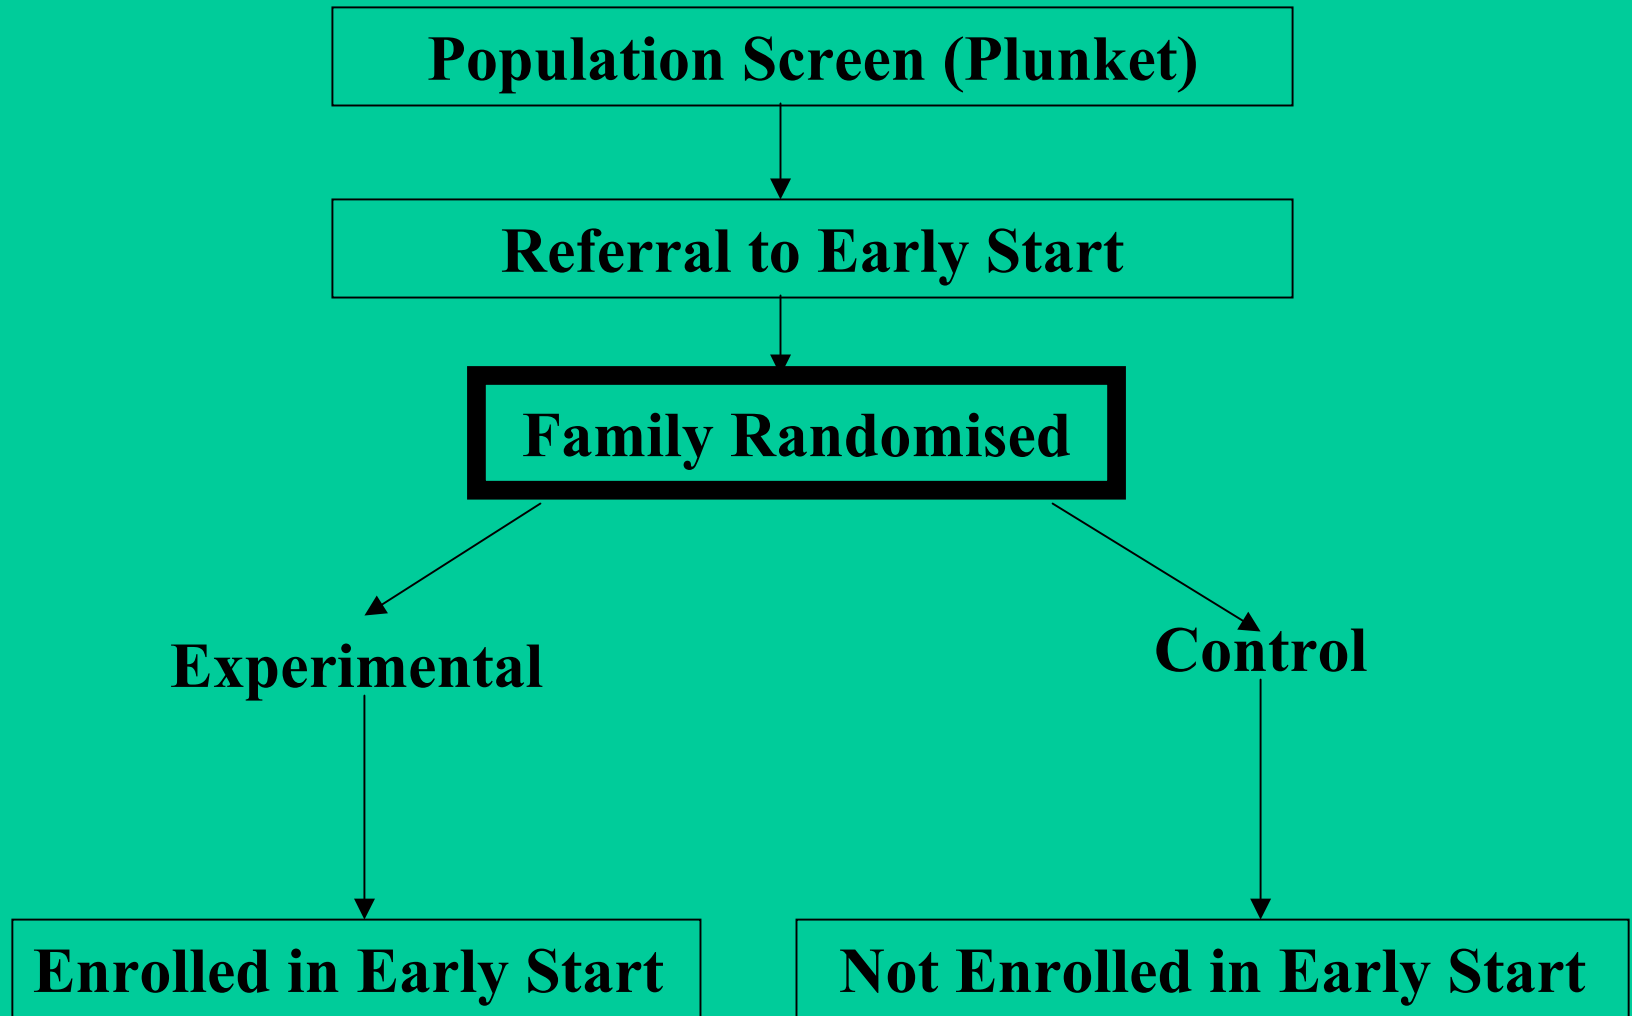 Population Screen (Plunket)
Referral to Early Start
Family Randomised
Experimental
Control
Enrolled in Early Start
Not Enrolled in Early Start